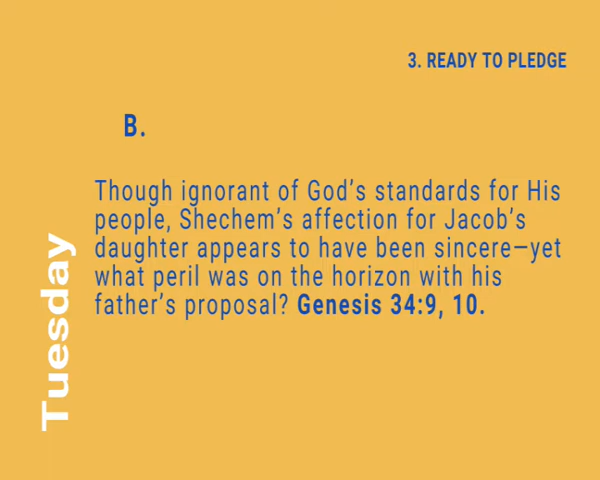 3. READY TO PLEDGE
B.
Though ignorant of God's standards for His
people, Shechem's affection for Jacob's
daughter appears to have been sincere—yet
what peril was on the horizon with his
father's proposal? Genesis 34:9, 10.
Tuesday